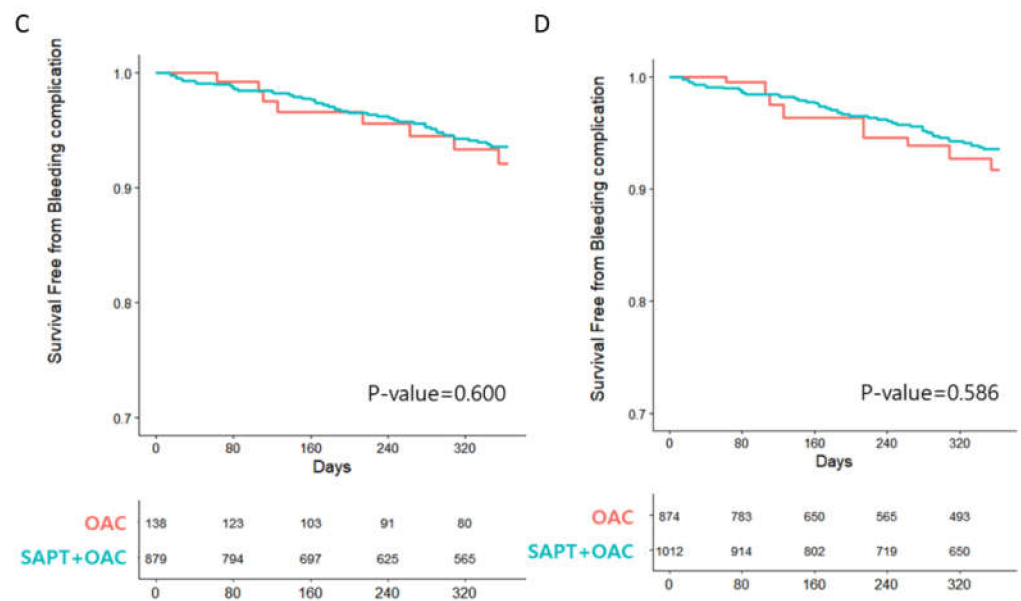 C
Survival Free from Bleeding complication
1.0
0.9
0.8
0.7
P-value=0.600
0 80 160 240 320
Days
OAC 138 123 103 91 80
SAPT+OAC 879 794 697 625 565
0 80 160 240 320
D
Survival Free from Bleeding complication
1.0
0.9
0.8
0.7
P-value=0.586
0 80 160 240 320
Days
OAC 874 783 650 565 493
SAPT+OAC 1012 914 802 719 650
0 80 160 240 320